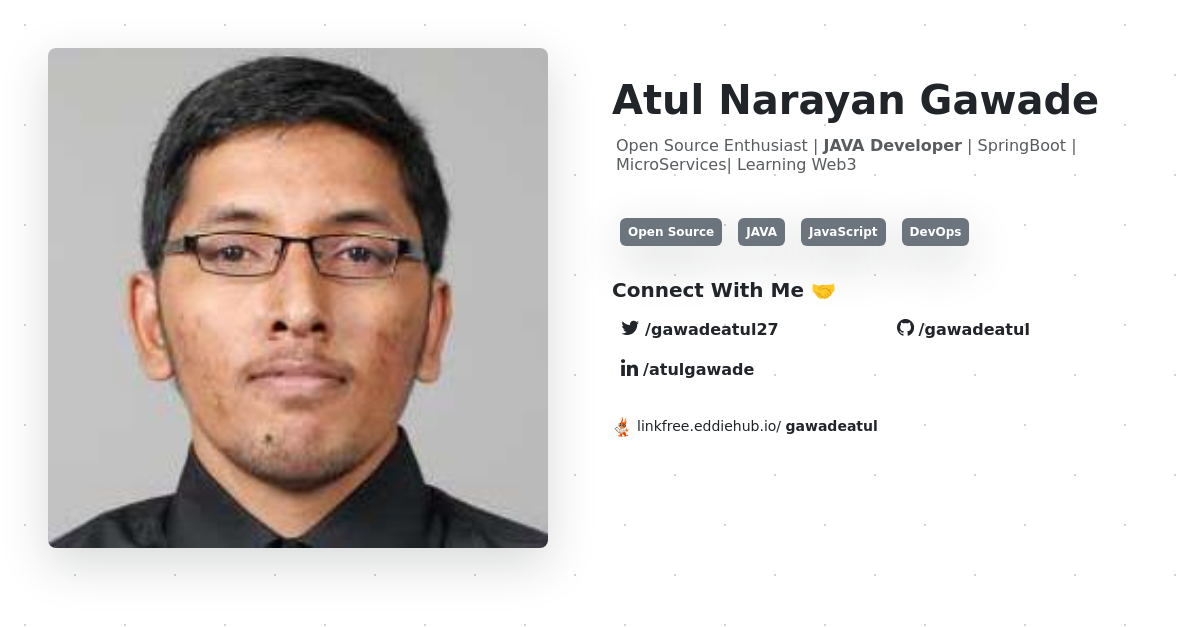 Atul Narayan Gawade
Open Source Enthusiast | JAVA Developer | SpringBoot |
MicroServices| Learning Web3
Open Source JAVA JavaScript DevOps
Connect With Me 🤝
/gawadeatul27 /gawadeatul
/atulgawade
linkfree.eddiehub.io/ gawadeatul